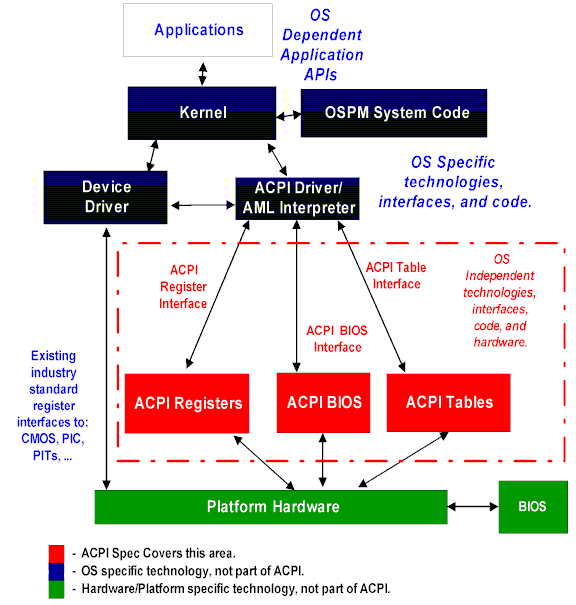 Applications
OS
Dependent
Application
APIs
Kernel
OSPM System Code
OS Specific
technologies,
interfaces, and code.
Device
Driver
ACPI Driver/
AML Interpreter
ACPI
Register
Interface
ACPI Table
Interface
OS
Independent
technologies,
interfaces,
code, and
hardware.
ACPI BIOS
Interface
Existing
industry
standard
register
interfaces to:
CMOS, PIC,
PITs, ...
ACPI Registers
ACPI BIOS
ACPI Tables
Platform Hardware
BIOS
- ACPI Spec Covers this area.
- OS specific technology, not part of ACPI.
- Hardware/Platform specific technology, not part of ACPI.